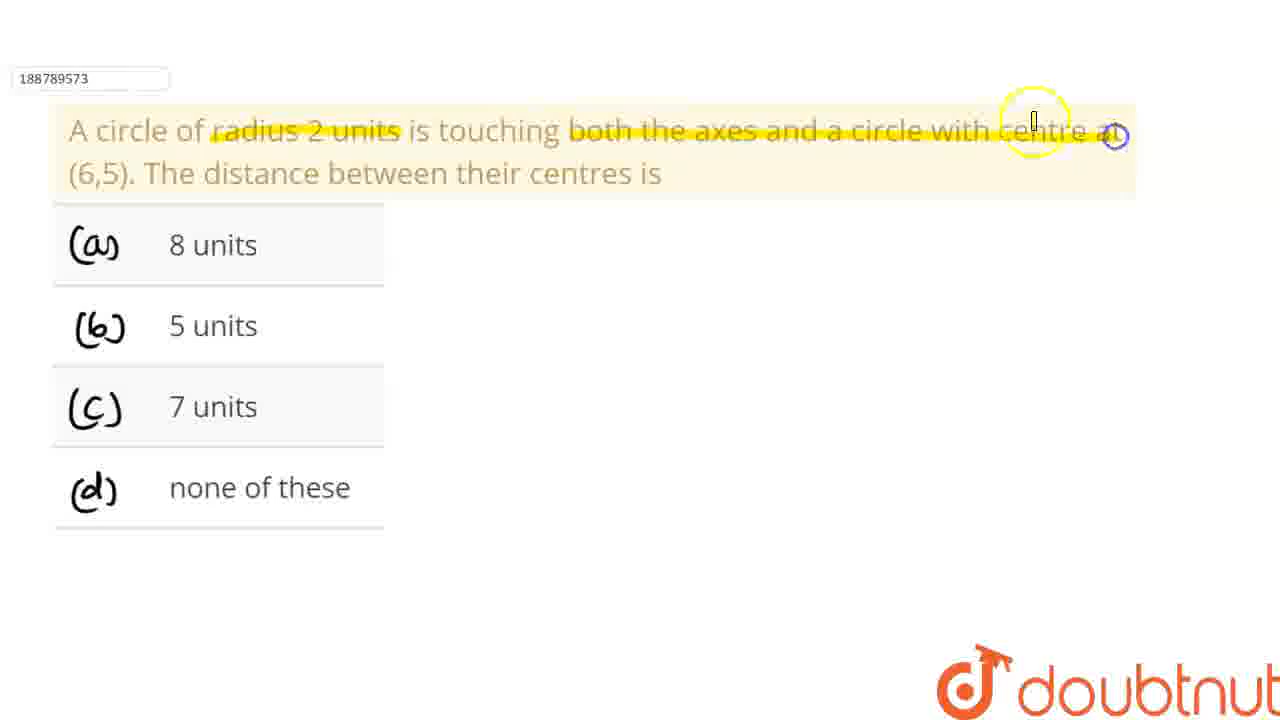 188789573
A circle of radius 2 units is touching both the axes and a circle with centre at
(6,5). The distance between their centres is
(a) 8 units
(b) 5 units
(c) 7 units
(d) none of these
doubtnut